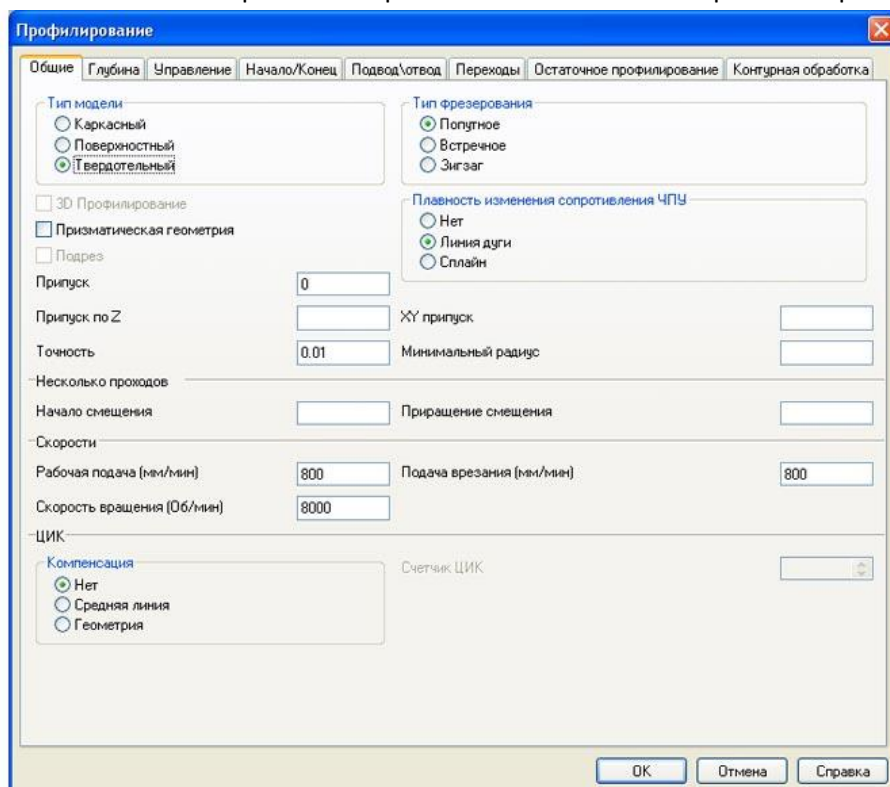 Профилирование
Общие Глубина Управление Начало/Конец Подвод\отвод Переходы Остаточное профилирование Контурная обработка
Тип модели
Каркасный
Поверхностный
Твердотельный
Тип фрезерования
Попутное
Встречное
Зигзаг
3D Профилирование
Призматическая геометрия
Подрез
Плавность изменения сопротивления ЧПУ
Нет
Линия дуги
Сплайн
Припуск 0
Припуск по Z XY припуск
Точность 0.01 Минимальный радиус
Несколько проходов
Начало смещения Приращение смещения
Скорости
Рабочая подача (мм/мин) 800 Подача врезания (мм/мин) 800
Скорость вращения (Об/мин) 8000
ЦИК
Компенсация
Нет
Средняя линия
Геометрия
Счетчик ЦИК
ОК Отмена Справка